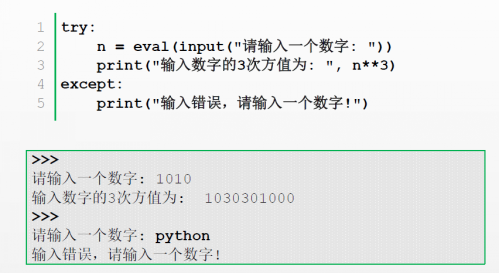 1 try:
2     n = eval(input("请输入一个数字: "))
3     print("输入数字的3次方值为: ", n**3)
4 except:
5     print("输入错误，请输入一个数字!")
>>>
请输入一个数字: 1010
输入数字的3次方值为:  1030301000
>>>
请输入一个数字: python
输入错误，请输入一个数字!